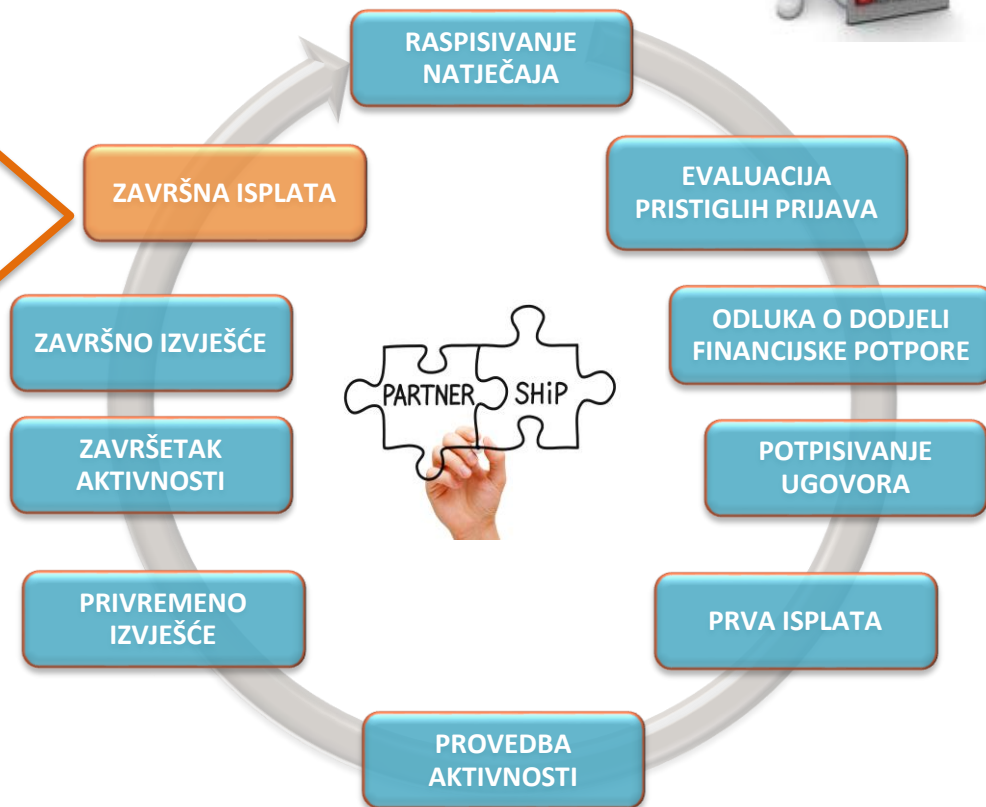 RASPISIVANJE
NATJEČAJA
EVALUACIJA
PRISTIGLIH PRIJAVA
ODLUKA O DODJELI
FINANCIJSKE POTPORE
POTPISIVANJE
UGOVORA
PRVA ISPLATA
PROVEDBA
AKTIVNOSTI
PRIVREMENO
IZVJEŠĆE
ZAVRŠETAK
AKTIVNOSTI
ZAVRŠNO IZVJEŠĆE
ZAVRŠNA ISPLATA
PARTNER SHiP